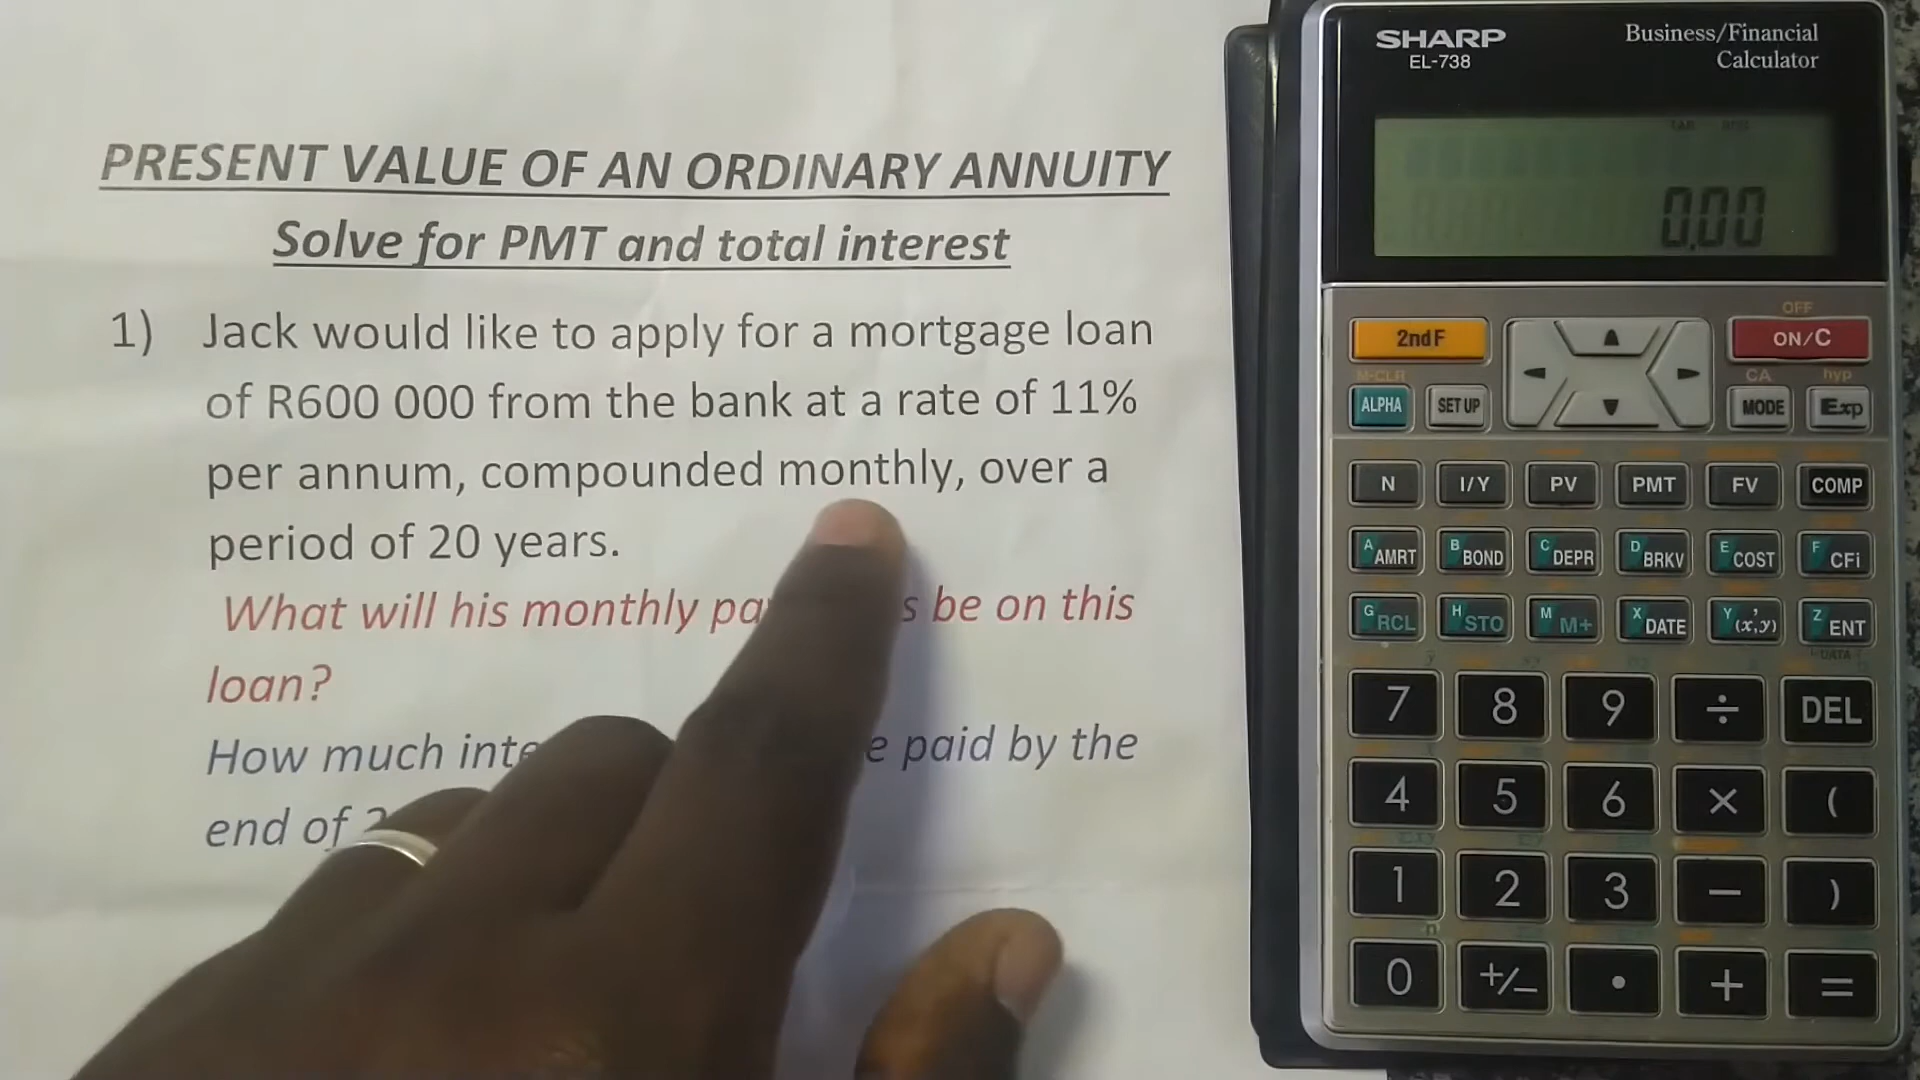 PRESENT VALUE OF AN ORDINARY ANNUITY
Solve for PMT and total interest
1) Jack would like to apply for a mortgage loan
of R600 000 from the bank at a rate of 11%
per annum, compounded monthly, over a
period of 20 years.
What will his monthly be on this
loan?
How much paid by the
end of
SHARP
EL-738
Business/Financial
Calculator
0.00
OFF
2ndF ON/C
M-CLR CA hyp
ALPHA SET UP MODE Exp
N I/Y PV PMT FV COMP
A AMRT B BOND C DEPR D BRKV E COST F CFi
G RCL H STO M M+ X DATE Y (x,y) Z ENT
DATA
7 8 9 ÷ DEL
4 5 6 × (
1 2 3 − )
0 +/− • + =